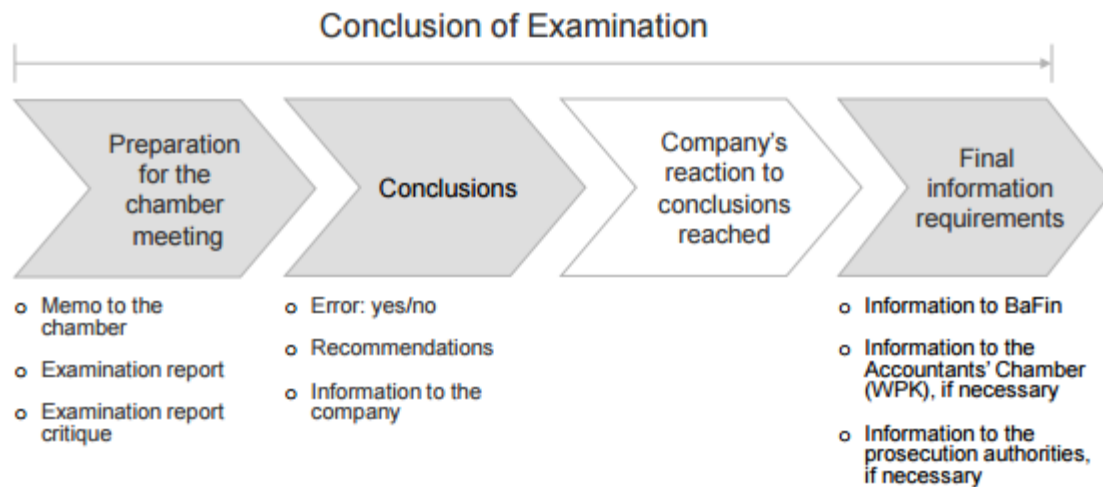 Conclusion of Examination
Preparation
for the
chamber
meeting
Conclusions
Company's
reaction to
conclusions
reached
Final
information
requirements
o Memo to the
chamber
o Examination report
o Examination report
critique
o Error: yes/no
o Recommendations
o Information to the
company
o Information to BaFin
o Information to the
Accountants' Chamber
(WPK), if necessary
o Information to the
prosecution authorities,
if necessary